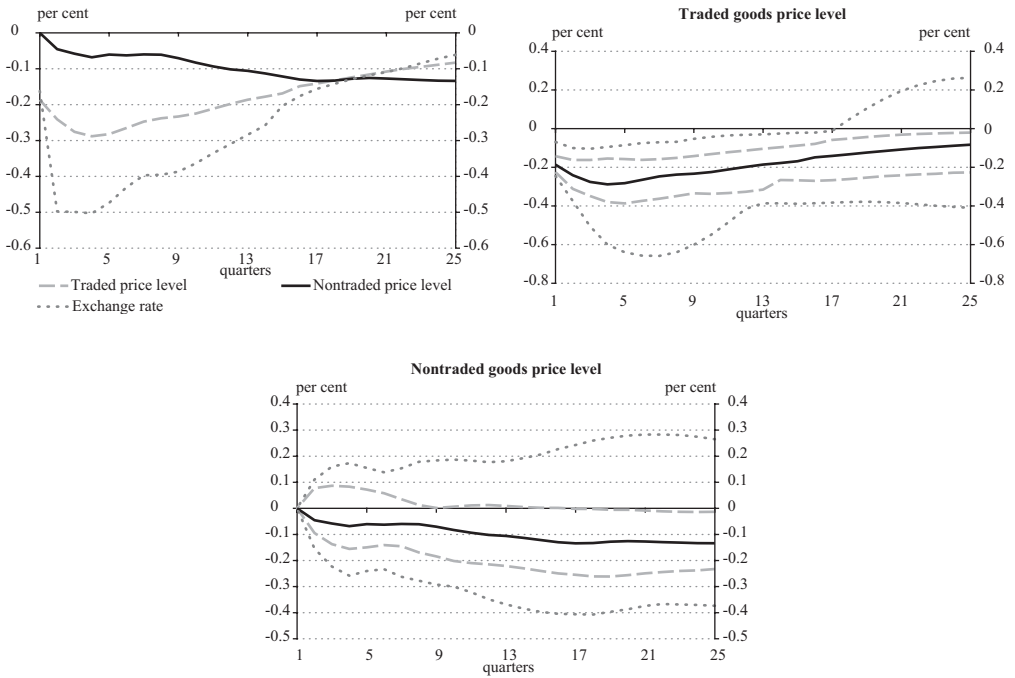 per cent per cent
0 0
-0.1 -0.1
-0.2 -0.2
-0.3 -0.3
-0.4 -0.4
-0.5 -0.5
-0.6 -0.6
1 5 9 13 17 21 25
quarters
Traded price level Nontraded price level
Exchange rate
Traded goods price level
per cent per cent
0.4 0.4
0.2 0.2
0 0
-0.2 -0.2
-0.4 -0.4
-0.6 -0.6
-0.8 -0.8
1 5 9 13 17 21 25
quarters
Nontraded goods price level
per cent per cent
0.4 0.4
0.3 0.3
0.2 0.2
0.1 0.1
0 0
-0.1 -0.1
-0.2 -0.2
-0.3 -0.3
-0.4 -0.4
-0.5 -0.5
1 5 9 13 17 21 25
quarters